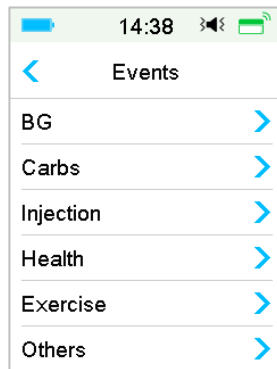 14:38
Events
BG
Carbs
Injection
Health
Exercise
Others